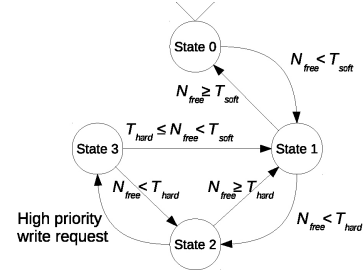 State 0
N_free < T_soft
N_free ≥ T_soft
T_hard ≤ N_free < T_soft
State 3
State 1
N_free < T_hard
N_free ≥ T_hard
High priority
write request
N_free < T_hard
State 2